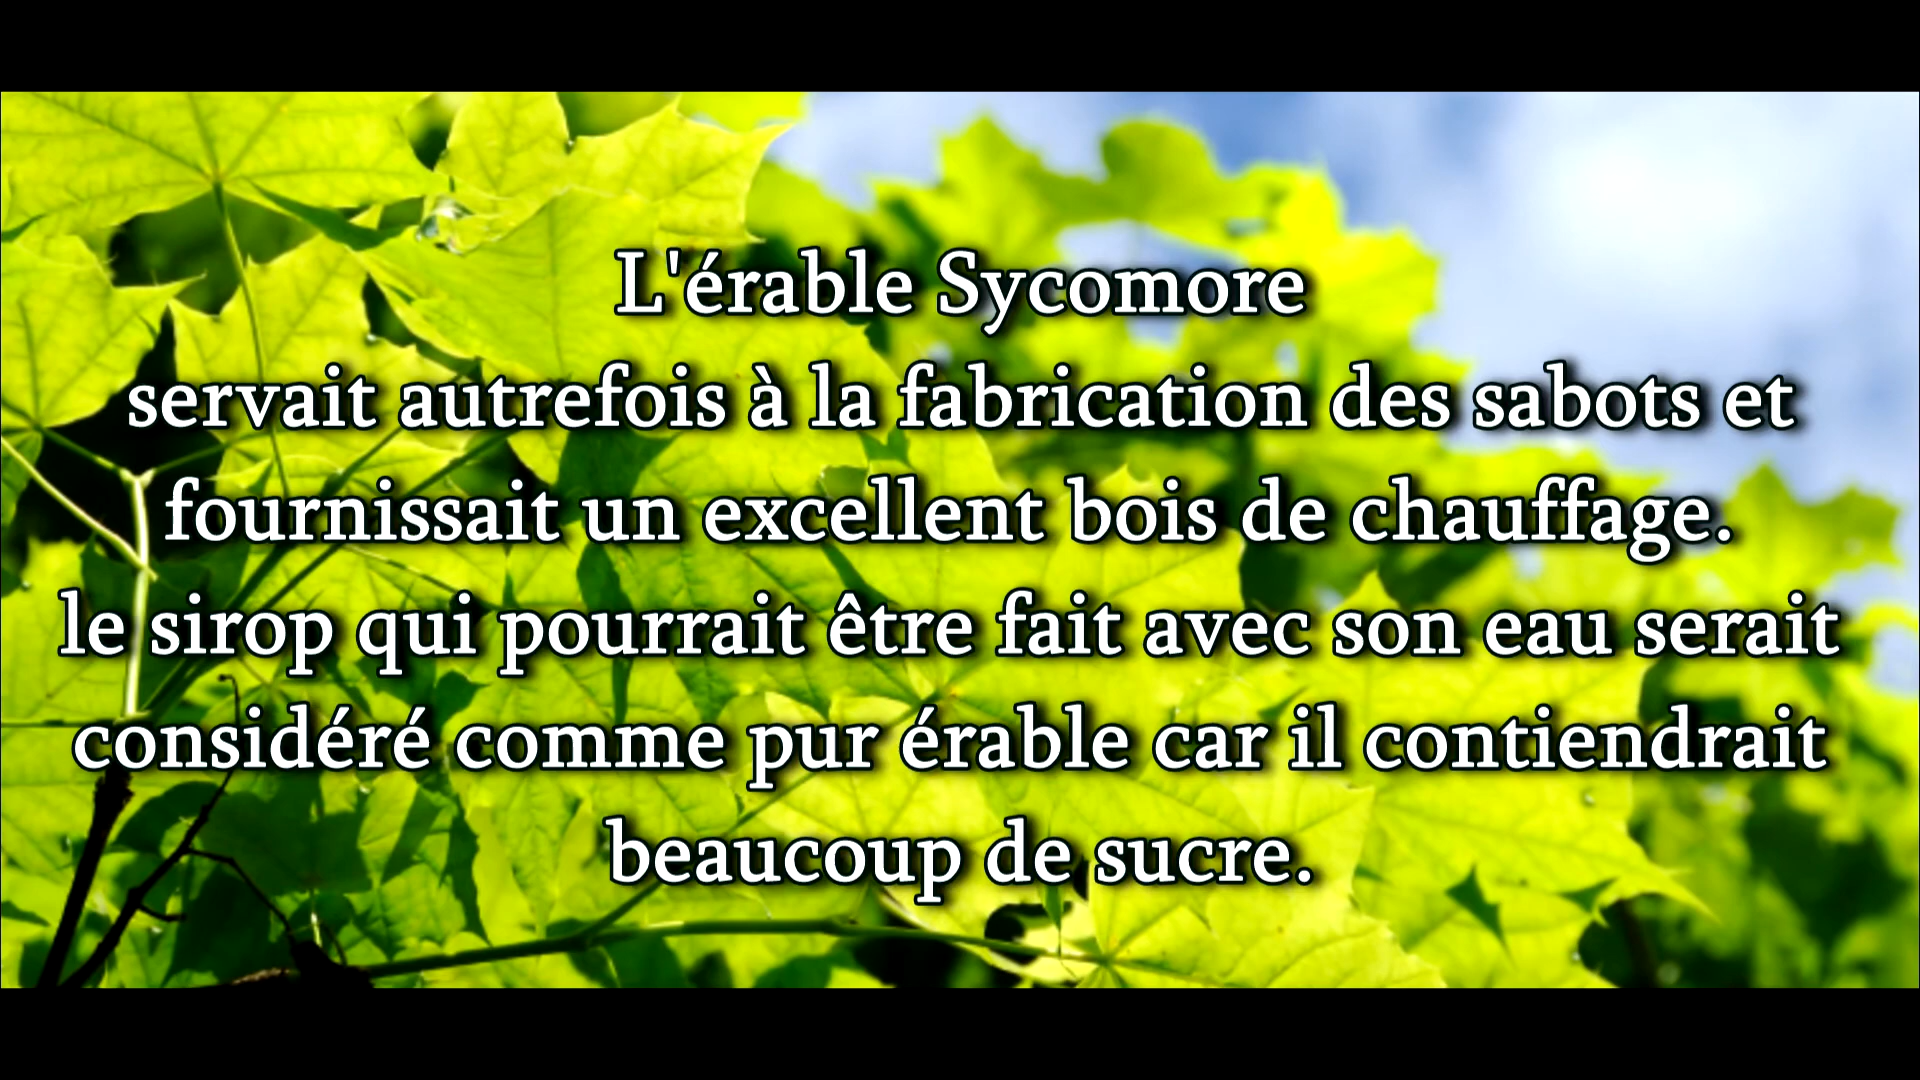 L'érable Sycomore
servait autrefois à la fabrication des sabots et
fournissait un excellent bois de chauffage.
le sirop qui pourrait être fait avec son eau serait
considéré comme pur érable car il contiendrait
beaucoup de sucre.